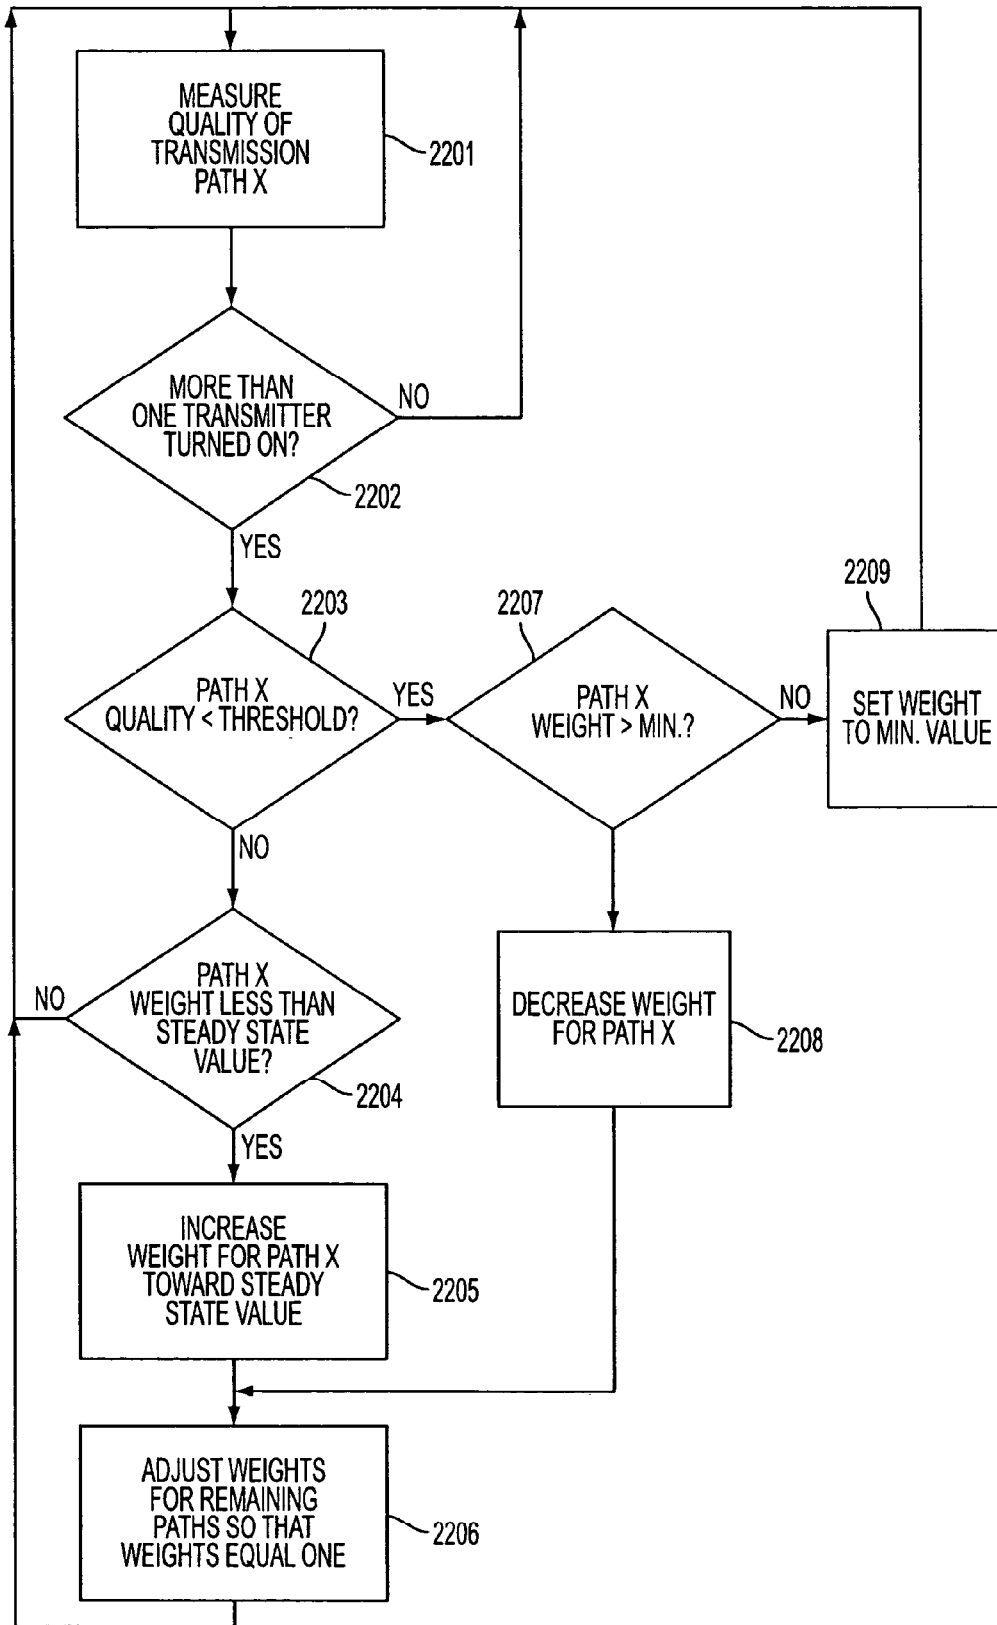 MEASURE
QUALITY OF
TRANSMISSION
PATH X
2201
MORE THAN
ONE TRANSMITTER
TURNED ON?
NO
2202
YES
2203
PATH X
QUALITY < THRESHOLD?
YES
NO
2207
PATH X
WEIGHT > MIN.?
NO
2209
SET WEIGHT
TO MIN. VALUE
PATH X
WEIGHT LESS THAN
STEADY STATE
VALUE?
NO
2204
YES
DECREASE WEIGHT
FOR PATH X
2208
INCREASE
WEIGHT FOR PATH X
TOWARD STEADY
STATE VALUE
2205
ADJUST WEIGHTS
FOR REMAINING
PATHS SO THAT
WEIGHTS EQUAL ONE
2206